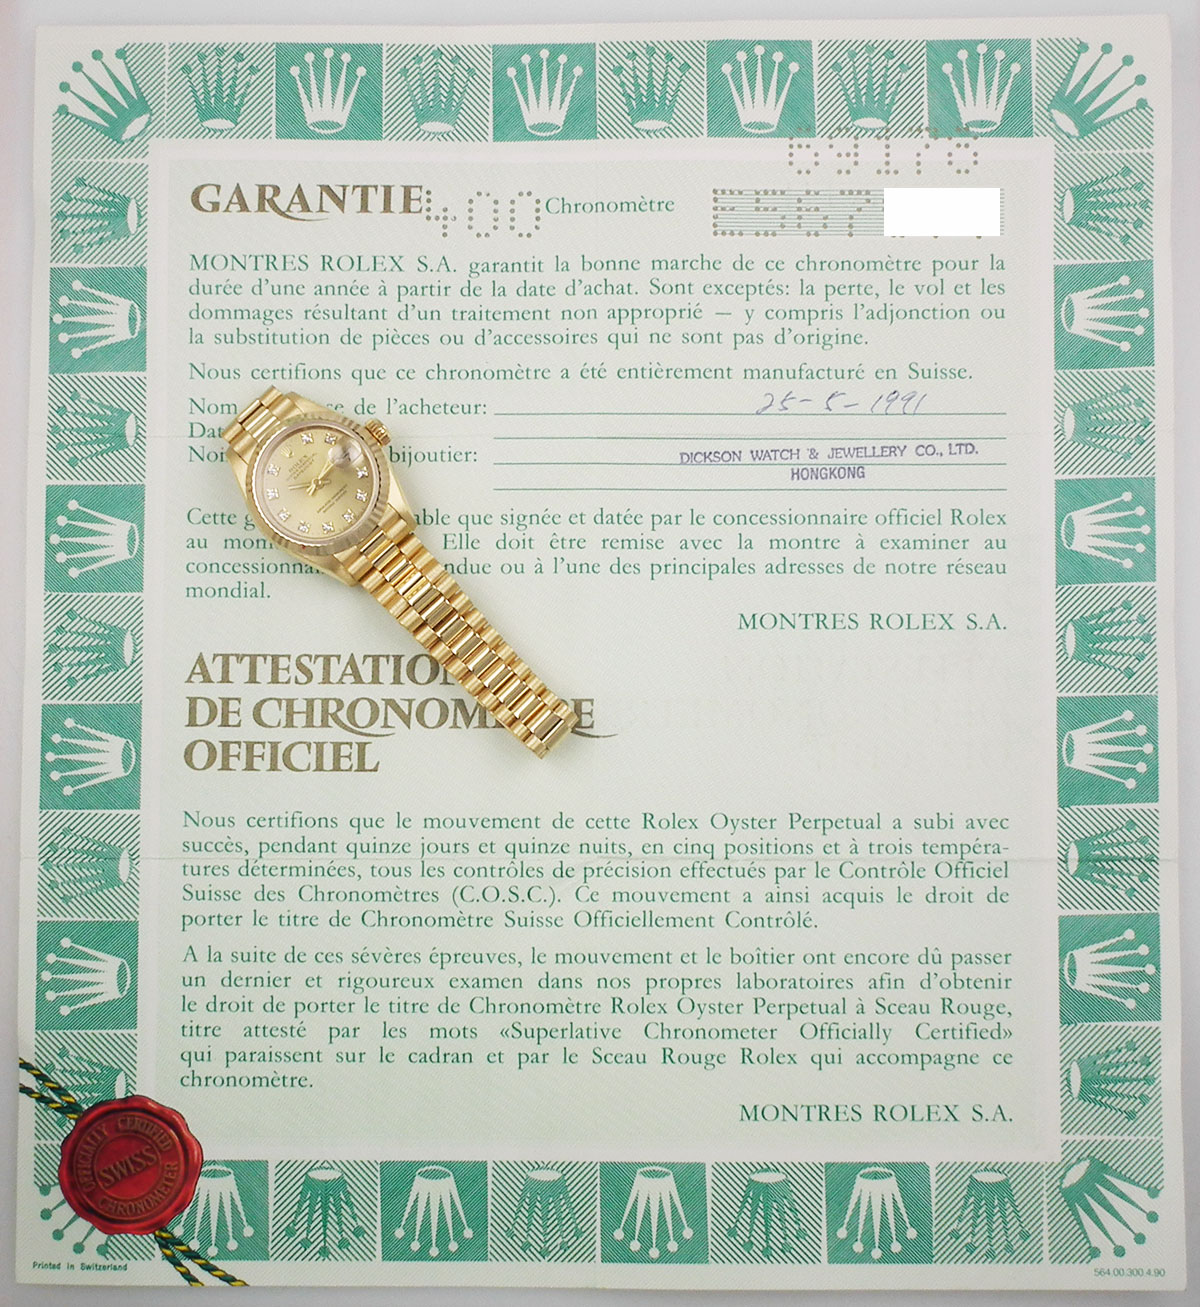 69178
GARANTIE 400 Chronomètre E567
MONTRES ROLEX S.A. garantit la bonne marche de ce chronomètre pour la
durée d’une année à partir de la date d’achat. Sont exceptés: la perte, le vol et les
dommages résultant d’un traitement non approprié — y compris l’adjonction ou
la substitution de pièces ou d’accessoires qui ne sont pas d’origine.
Nous certifions que ce chronomètre a été entièrement manufacturé en Suisse.
Nom de l’acheteur: 25-5-1991
Dat
bijoutier: DICKSON WATCH & JEWELLERY CO., LTD.
HONGKONG
Cette que signée et datée par le concessionnaire officiel Rolex
au Elle doit être remise avec la montre à examiner au
concessionna ou à l’une des principales adresses de notre réseau
mondial.
MONTRES ROLEX S.A.
ROLEX
ATTESTATION
DE CHRONOM RE
OFFICIEL
Nous certifions que le mouvement de cette Rolex Oyster Perpetual a subi avec
succès, pendant quinze jours et quinze nuits, en cinq positions et à trois tempéra-
tures déterminées, tous les contrôles de précision effectués par le Contrôle Officiel
Suisse des Chronomètres (C.O.S.C.). Ce mouvement a ainsi acquis le droit de
porter le titre de Chronomètre Suisse Officiellement Contrôlé.
A la suite de ces sévères épreuves, le mouvement et le boîtier ont encore dû passer
un dernier et rigoureux examen dans nos propres laboratoires afin d’obtenir
le droit de porter le titre de Chronomètre Rolex Oyster Perpetual à Sceau Rouge,
titre attesté par les mots «Superlative Chronometer Officially Certified»
qui paraissent sur le cadran et par le Sceau Rouge Rolex qui accompagne ce
chronomètre.
MONTRES ROLEX S.A.
OFFICIALLY CERTIFIED
SWISS
CHRONOMETER
Printed in Switzerland
564.00.300.4.90